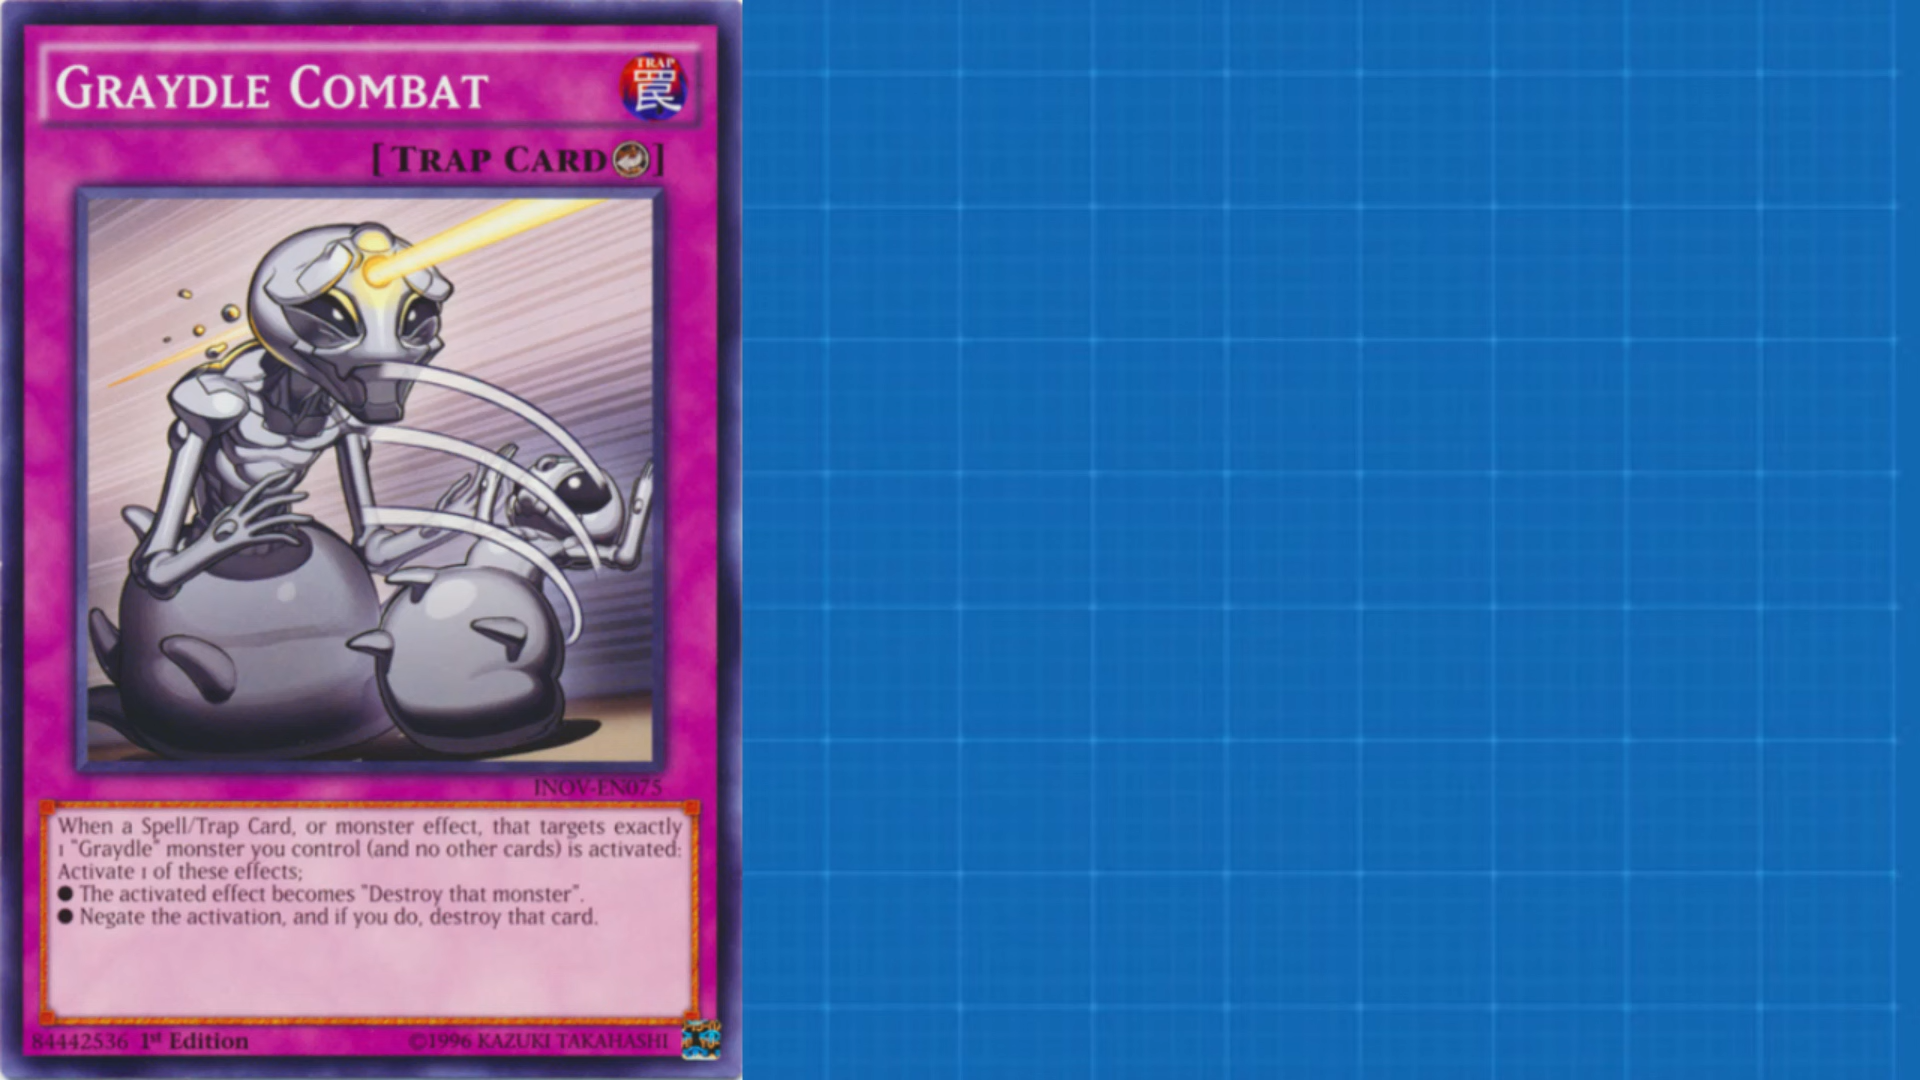 GRAYDLE COMBAT
TRAP
罠
[TRAP CARD]
INOV-EN075
When a Spell/Trap Card, or monster effect, that targets exactly
1 "Graydle" monster you control (and no other cards) is activated:
Activate 1 of these effects;
● The activated effect becomes "Destroy that monster".
● Negate the activation, and if you do, destroy that card.
84442536 1st Edition ©1996 KAZUKI TAKAHASHI